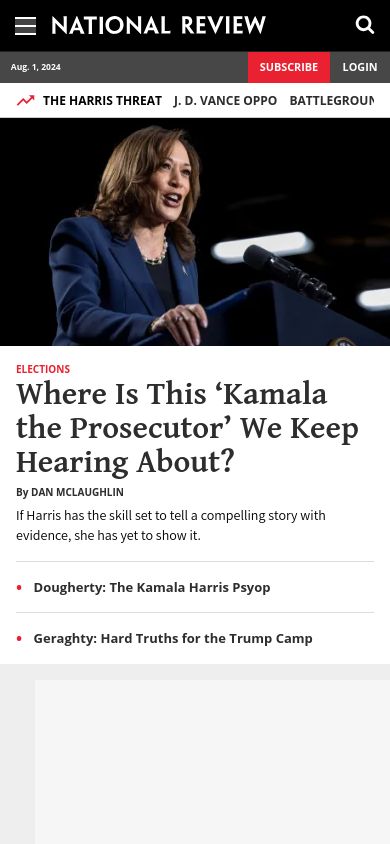 NATIONAL REVIEW
Aug. 1, 2024
SUBSCRIBE
LOGIN
THE HARRIS THREAT
J. D. VANCE OPPO
BATTLEGROUN
ELECTIONS
Where Is This ‘Kamala
the Prosecutor’ We Keep
Hearing About?
By DAN MCLAUGHLIN
If Harris has the skill set to tell a compelling story with
evidence, she has yet to show it.
Dougherty: The Kamala Harris Psyop
Geraghty: Hard Truths for the Trump Camp